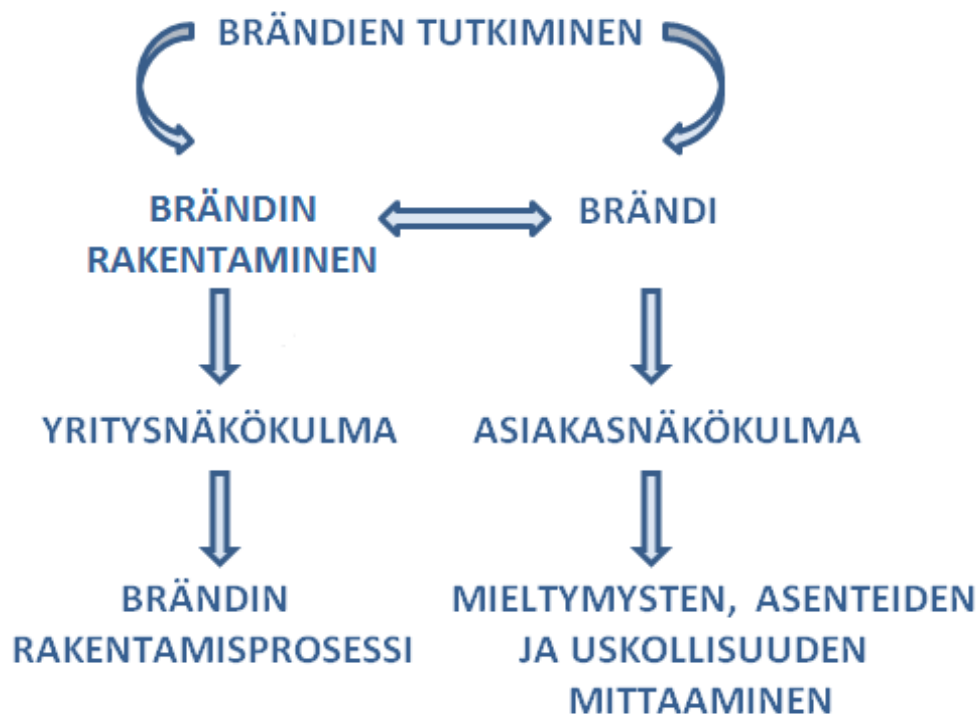 BRÄNDIEN TUTKIMINEN
BRÄNDIN
RAKENTAMINEN
BRÄNDI
YRITYSNÄKÖKULMA
ASIAKASNÄKÖKULMA
BRÄNDIN
RAKENTAMISPROSESSI
MIELTYMYSTEN, ASENTEIDEN
JA USKOLLISUUDEN
MITTAAMINEN